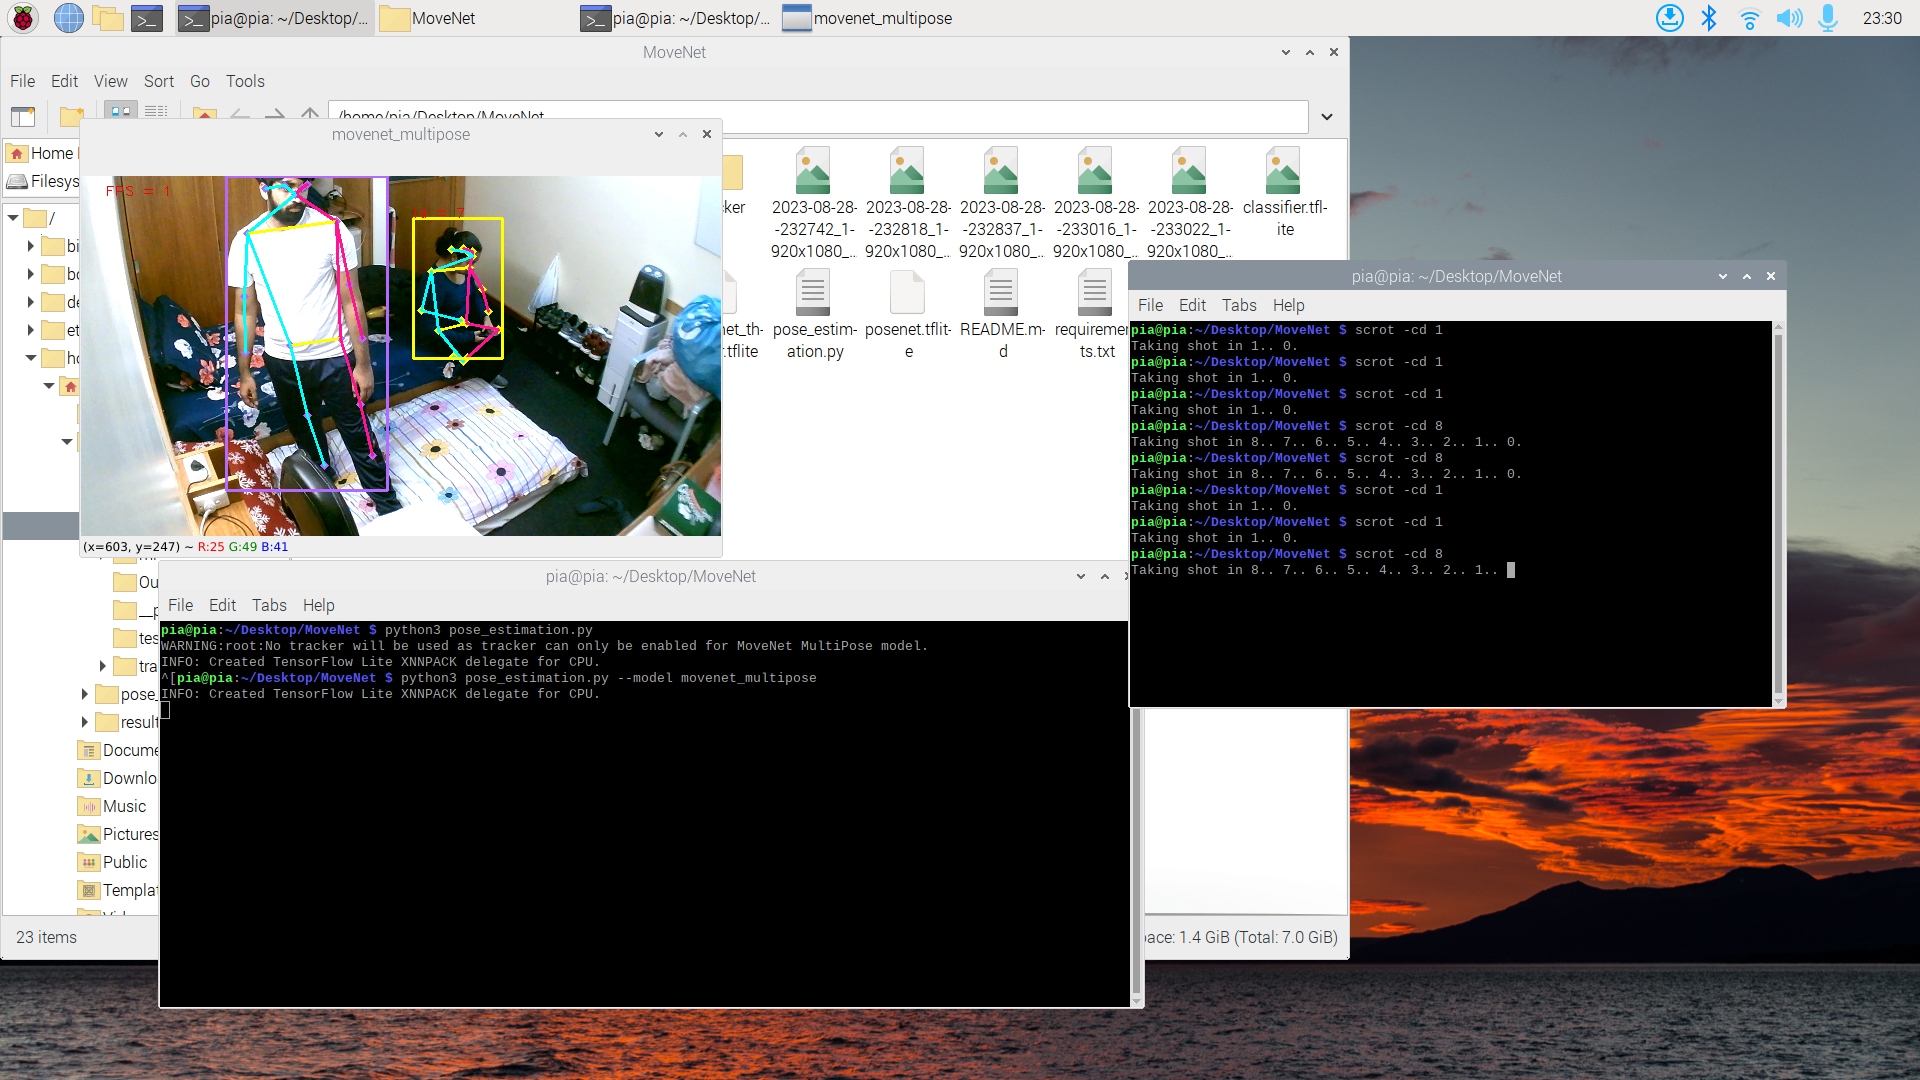 pia@pia: ~/Desktop/...
MoveNet
pia@pia: ~/Desktop/...
movenet_multipose
23:30
MoveNet
File Edit View Sort Go Tools
/home/pia/Desktop/MoveNet
Home
Filesys
/
bi
bo
de
et
ho
Ou
__p
tes
tra
pose_
result
Docume
Downlo
Music
Pictures
Public
Templat
23 items
movenet_multipose
FPS = 1
(x=603, y=247) ~ R:25 G:49 B:41
cker
2023-08-28-
-232742_1-
920x1080_...
2023-08-28-
-232818_1-
920x1080_...
2023-08-28-
-232837_1-
920x1080_...
2023-08-28-
-233016_1-
920x1080_...
2023-08-28-
-233022_1-
920x1080_...
classifier.tfl-
ite
net_th-
r.tflite
pose_estim-
ation.py
posenet.tflit-
e
README.m-
d
requireme
ts.txt
pace: 1.4 GiB (Total: 7.0 GiB)
pia@pia: ~/Desktop/MoveNet
File Edit Tabs Help
pia@pia:~/Desktop/MoveNet $ scrot -cd 1
Taking shot in 1.. 0.
pia@pia:~/Desktop/MoveNet $ scrot -cd 1
Taking shot in 1.. 0.
pia@pia:~/Desktop/MoveNet $ scrot -cd 1
Taking shot in 1.. 0.
pia@pia:~/Desktop/MoveNet $ scrot -cd 8
Taking shot in 8.. 7.. 6.. 5.. 4.. 3.. 2.. 1.. 0.
pia@pia:~/Desktop/MoveNet $ scrot -cd 8
Taking shot in 8.. 7.. 6.. 5.. 4.. 3.. 2.. 1.. 0.
pia@pia:~/Desktop/MoveNet $ scrot -cd 1
Taking shot in 1.. 0.
pia@pia:~/Desktop/MoveNet $ scrot -cd 1
Taking shot in 1.. 0.
pia@pia:~/Desktop/MoveNet $ scrot -cd 8
Taking shot in 8.. 7.. 6.. 5.. 4.. 3.. 2.. 1..
pia@pia: ~/Desktop/MoveNet
File Edit Tabs Help
pia@pia:~/Desktop/MoveNet $ python3 pose_estimation.py
WARNING:root:No tracker will be used as tracker can only be enabled for MoveNet MultiPose model.
INFO: Created TensorFlow Lite XNNPACK delegate for CPU.
^[pia@pia:~/Desktop/MoveNet $ python3 pose_estimation.py --model movenet_multipose
INFO: Created TensorFlow Lite XNNPACK delegate for CPU.